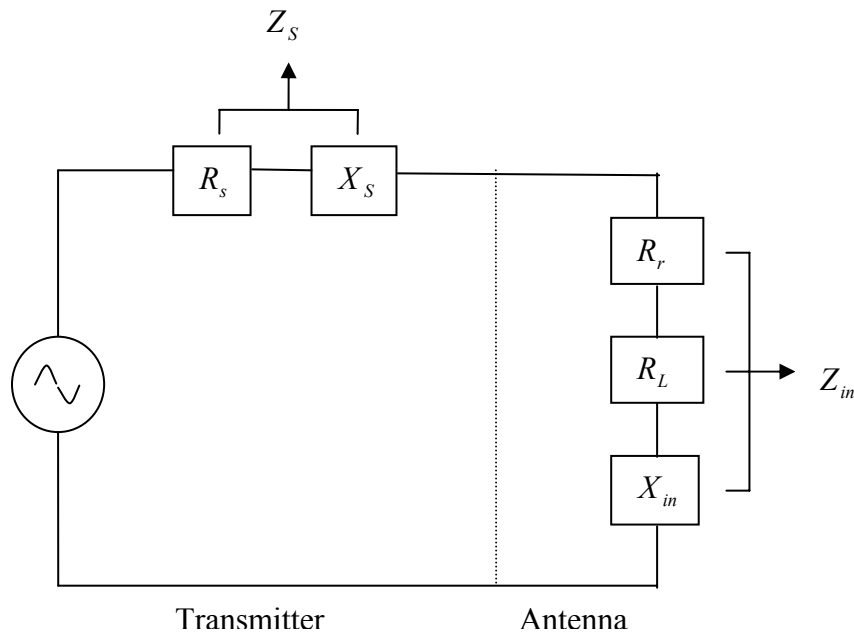 Z_S
R_s
X_S
R_r
R_L
Z_in
X_in
Transmitter
Antenna